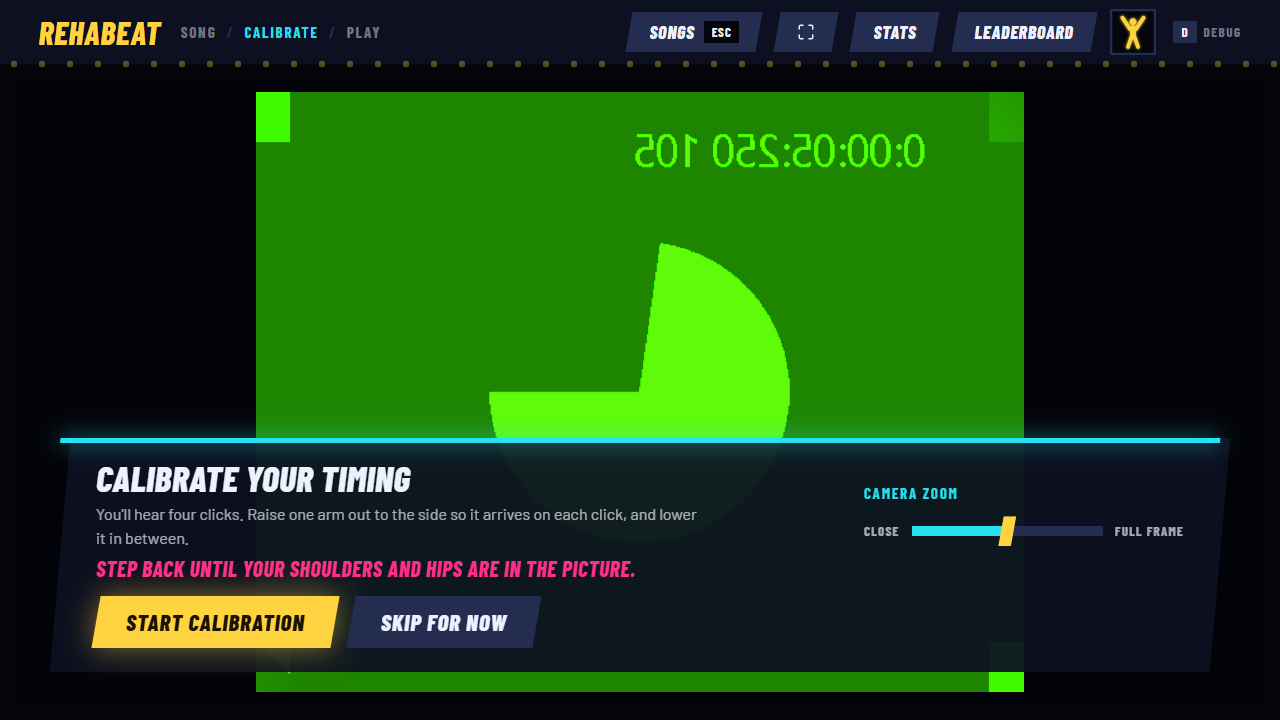 REHABEAT SONG / CALIBRATE / PLAY SONGS ESC STATS LEADERBOARD D DEBUG
0:00:05:250 105
CALIBRATE YOUR TIMING
You'll hear four clicks. Raise one arm out to the side so it arrives on each click, and lower
it in between.
STEP BACK UNTIL YOUR SHOULDERS AND HIPS ARE IN THE PICTURE.
START CALIBRATION SKIP FOR NOW
CAMERA ZOOM
CLOSE FULL FRAME